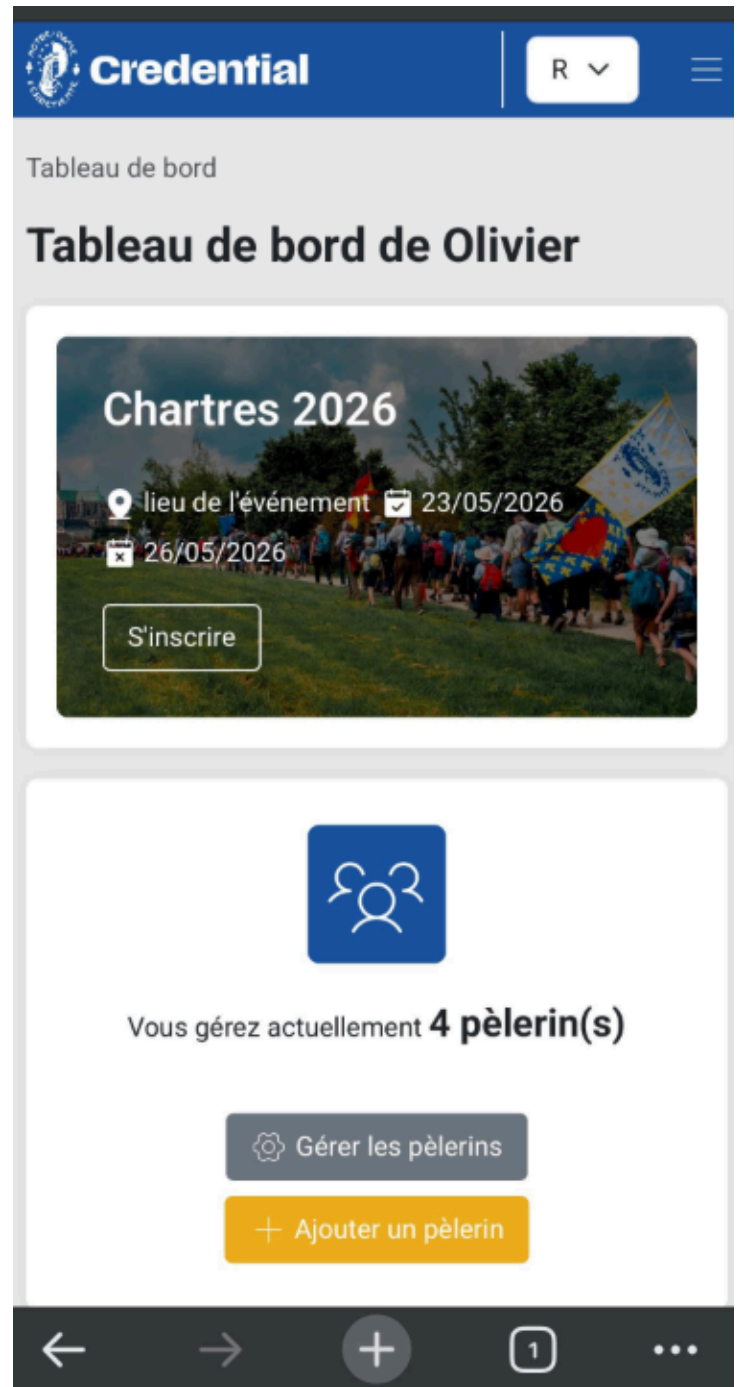 Credential
R
Tableau de bord
Tableau de bord de Olivier
Chartres 2026
lieu de l'événement 23/05/2026
26/05/2026
S'inscrire
Vous gérez actuellement 4 pèlerin(s)
Gérer les pèlerins
Ajouter un pèlerin
1